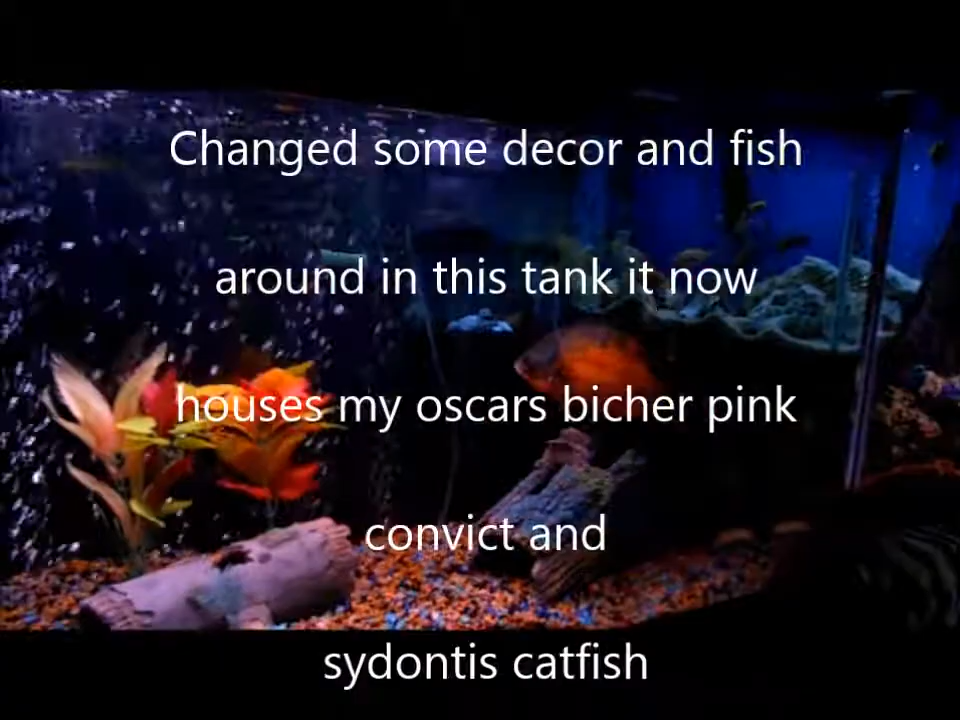 Changed some decor and fish
around in this tank it now
houses my oscars bicher pink
convict and
sydontis catfish